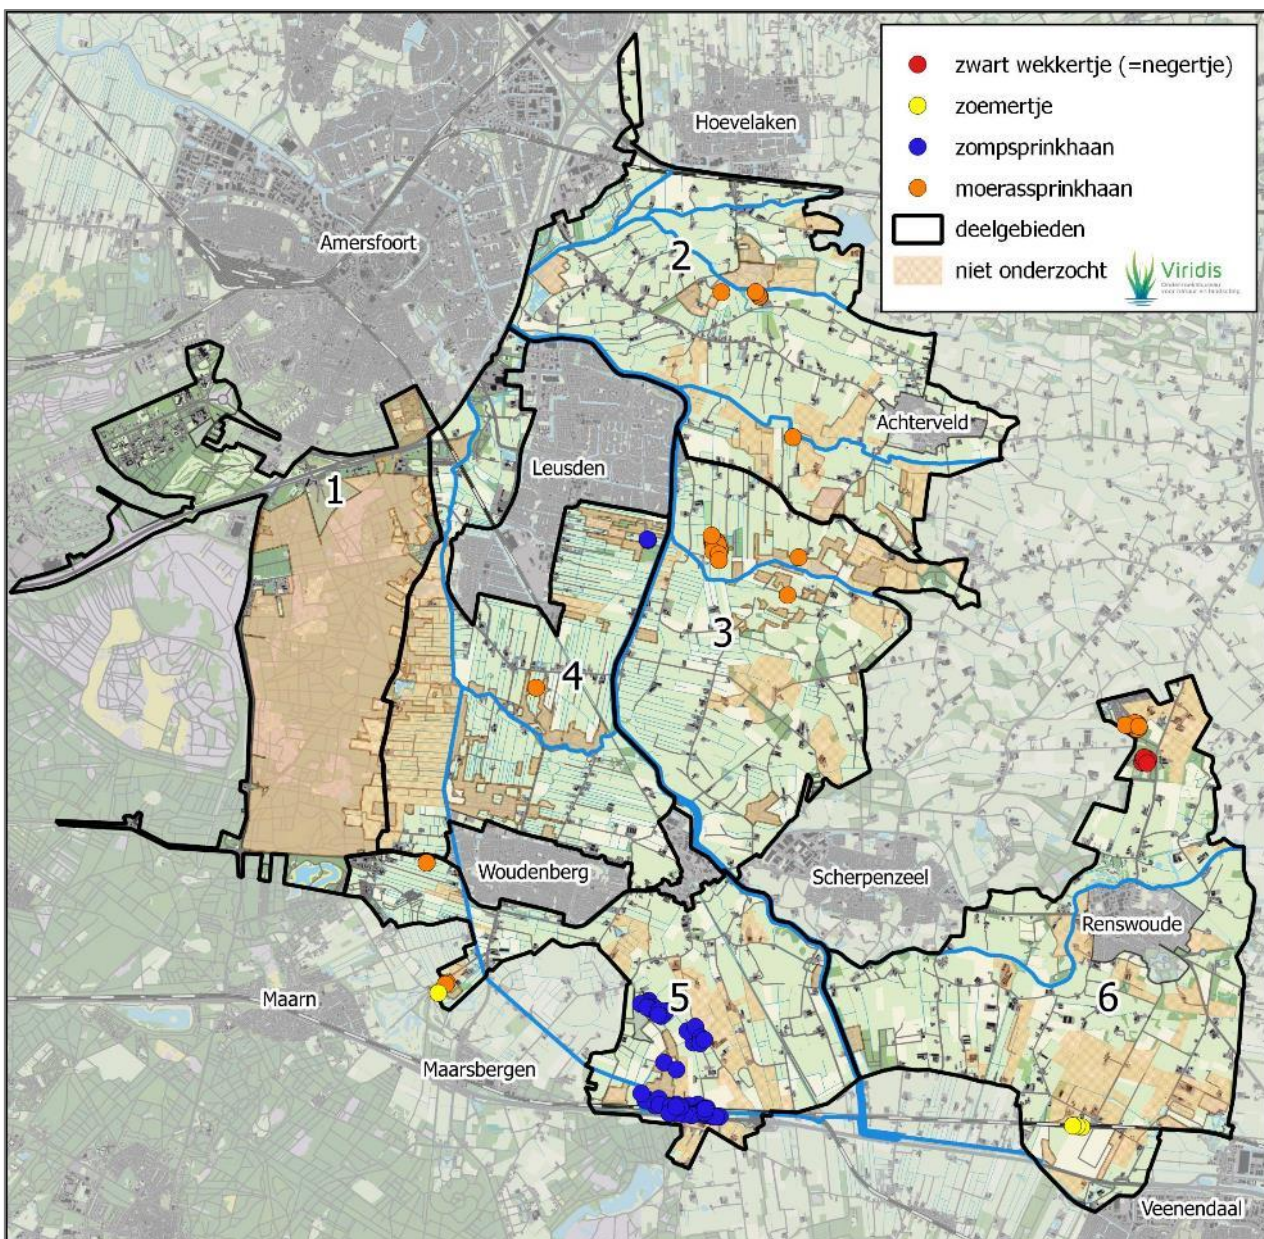 zwart wekkertje (=negertje)
zoemertje
zompsprinkhaan
moerassprinkhaan
deelgebieden
niet onderzocht
Viridis
Hoevelaken
Amersfoort
2
Achterveld
Leusden
1
3
4
Woudenberg
Scherpenzeel
Renswoude
Maarn
5
6
Maarsbergen
Veenendaal